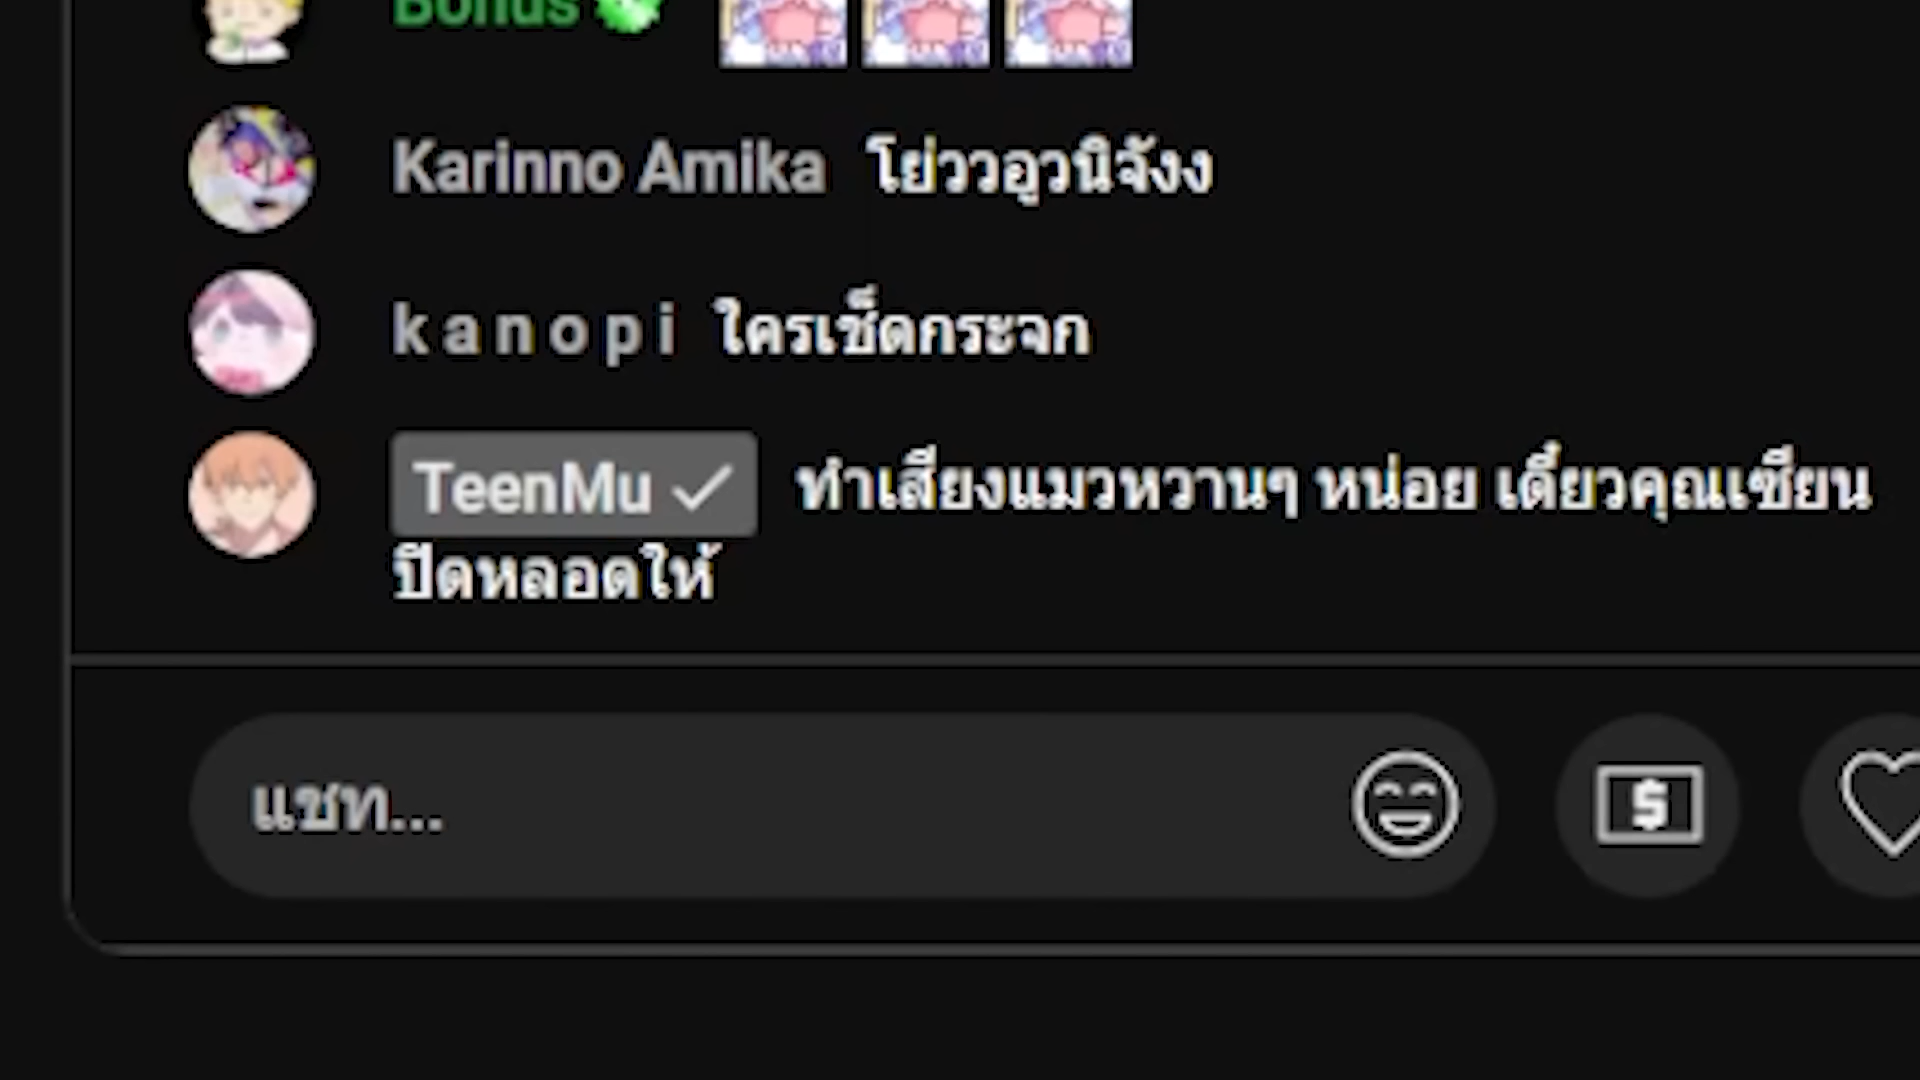 Bonus
Karinno Amika โย่ววอูวนิจังง
k a n o p i ใครเช็ดกระจก
TeenMu ทำเสียงแมวหวานๆ หน่อย เดี๋ยวคุณเซียน
ปิดหลอดให้
แชท...